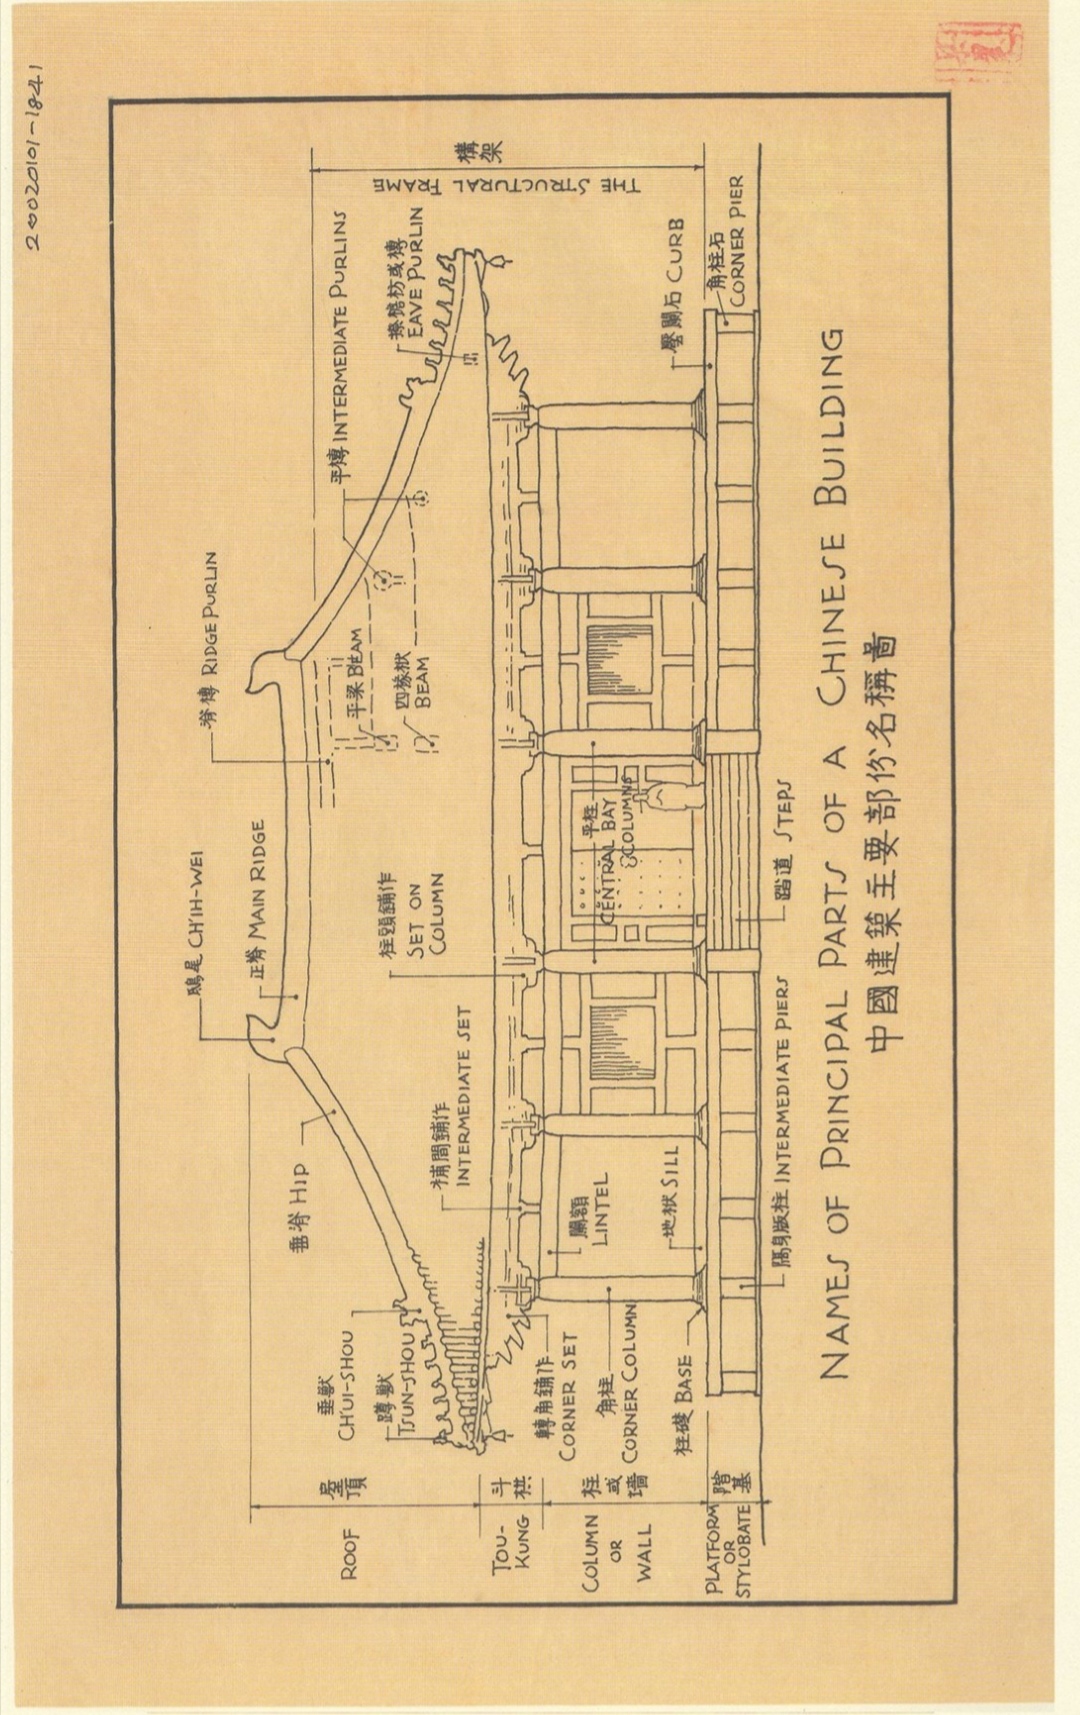 20020101-1841
鴟尾 CH'IH-WEI
脊槫 RIDGE PURLIN
正脊 MAIN RIDGE
垂脊 HIP
垂獸
CH'UI-SHOU
蹲獸
TSUN-SHOU
ROOF
屋頂
平槫 INTERMEDIATE PURLINS
平梁 BEAM
四椽栿
BEAM
柱頭鋪作
SET ON
COLUMN
補間鋪作
INTERMEDIATE SET
撩檐枋或槫
EAVE PURLIN
THE STRUCTURAL FRAME
構架
TOU-
KUNG
斗栱
轉角鋪作
CORNER SET
闌額
LINTEL
平柱
CENTRAL BAY
COLUMNS
COLUMN
OR
WALL
柱或墻
角柱
CORNER COLUMN
地栿 SILL
柱礎 BASE
壓闌石 CURB
PLATFORM
OR
STYLOBATE
階基
角柱石
CORNER PIER
隔身版柱 INTERMEDIATE PIERS
踏道 STEPS
NAMES OF PRINCIPAL PARTS OF A CHINESE BUILDING
中國建築主要部份名稱圖